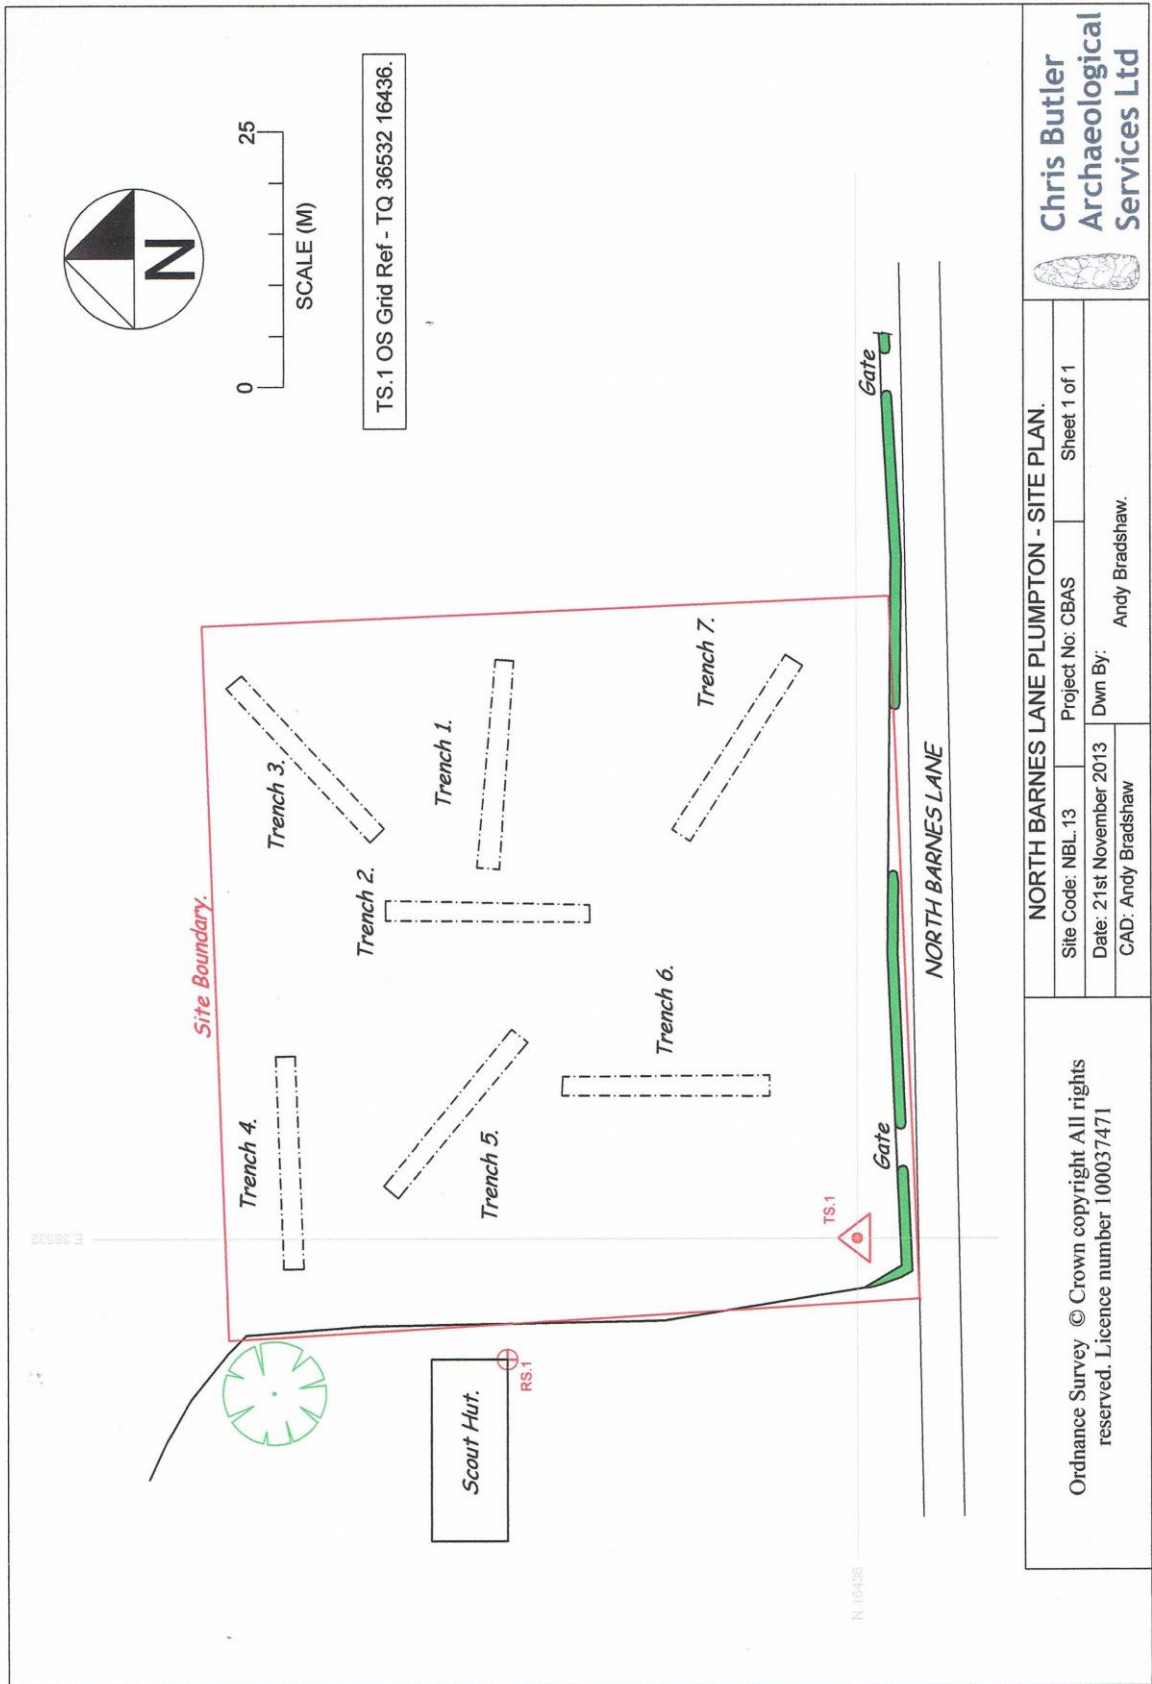 N
0
25
SCALE (M)
TS.1 OS Grid Ref - TQ 36532 16436.
E.36532
Site Boundary.
Trench 4.
Trench 3.
Trench 2.
Trench 1.
Scout Hut.
RS.1
Trench 5.
Trench 6.
Trench 7.
TS.1
N 16436
Gate
Gate
NORTH BARNES LANE
Ordnance Survey © Crown copyright All rights
reserved. Licence number 100037471
NORTH BARNES LANE PLUMPTON - SITE PLAN.
Site Code: NBL.13
Project No: CBAS
Sheet 1 of 1
Date: 21st November 2013
Dwn By:
Andy Bradshaw.
CAD: Andy Bradshaw
Chris Butler
Archaeological
Services Ltd